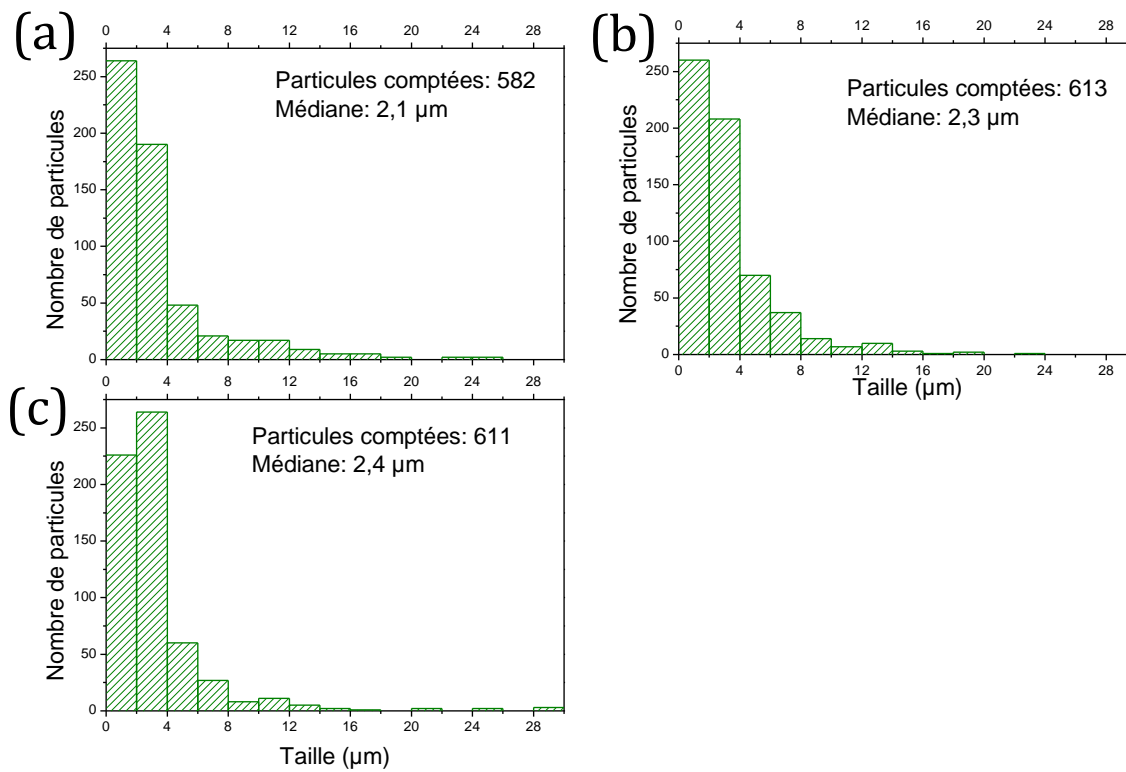 (a)
0 4 8 12 16 20 24 28
Particules comptées: 582
Médiane: 2,1 µm
Nombre de particules
250
200
150
100
50
0
(b)
0 4 8 12 16 20 24 28
Particules comptées: 613
Médiane: 2,3 µm
Nombre de particules
250
200
150
100
50
0
0 4 8 12 16 20 24 28
Taille (µm)
(c)
0 4 8 12 16 20 24 28
Particules comptées: 611
Médiane: 2,4 µm
Nombre de particules
250
200
150
100
50
0
0 4 8 12 16 20 24 28
Taille (µm)